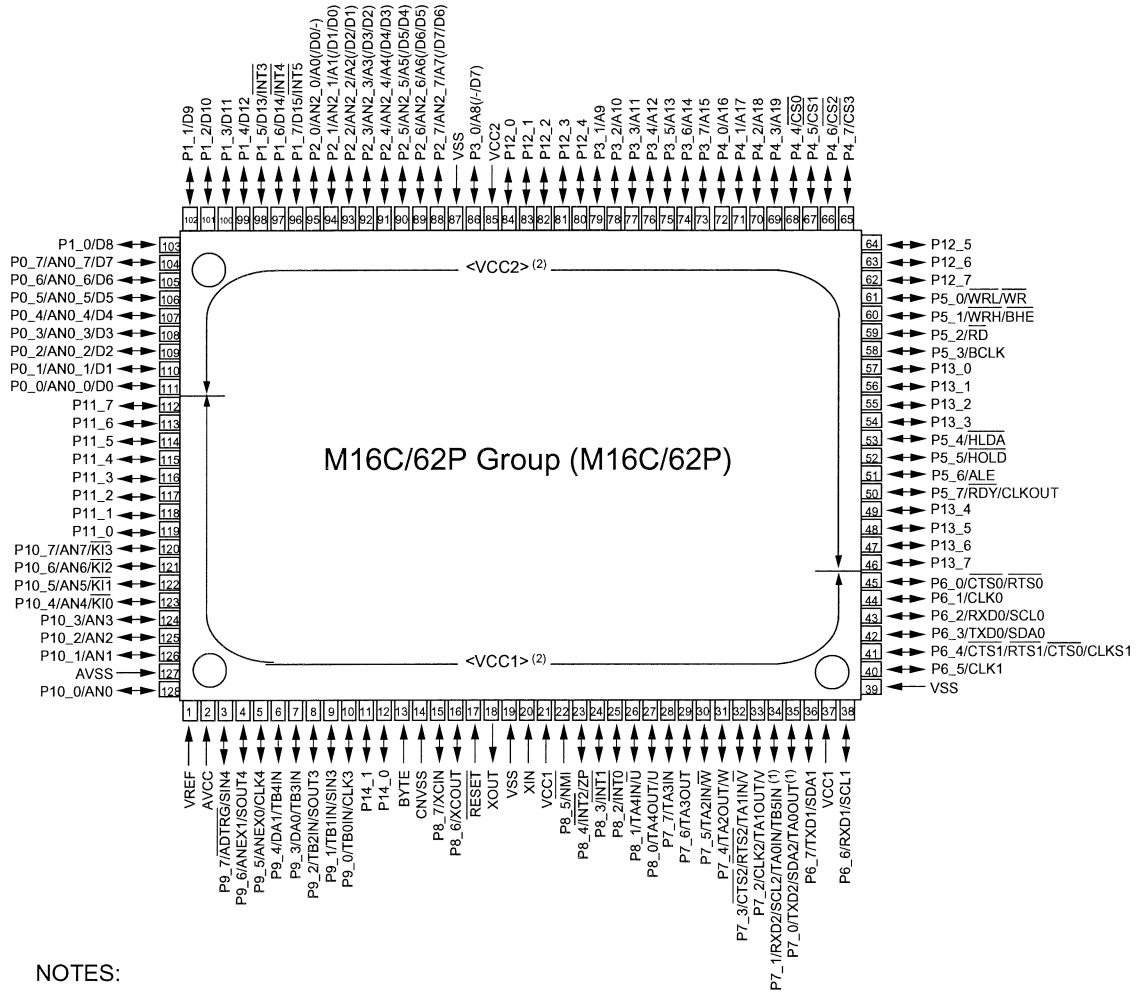 P1_1/D9
P1_2/D10
P1_3/D11
P1_4/D12
P1_5/D13/INT3
P1_6/D14/INT4
P1_7/D15/INT5
P2_0/AN2_0/A0(/D0/-)
P2_1/AN2_1/A1(/D1/D0)
P2_2/AN2_2/A2(/D2/D1)
P2_3/AN2_3/A3(/D3/D2)
P2_4/AN2_4/A4(/D4/D3)
P2_5/AN2_5/A5(/D5/D4)
P2_6/AN2_6/A6(/D6/D5)
P2_7/AN2_7/A7(/D7/D6)
VSS
P3_0/A8(/-/D7)
VCC2
P12_0
P12_1
P12_2
P12_3
P12_4
P3_1/A9
P3_2/A10
P3_3/A11
P3_4/A12
P3_5/A13
P3_6/A14
P3_7/A15
P4_0/A16
P4_1/A17
P4_2/A18
P4_3/A19
P4_4/CS0
P4_5/CS1
P4_6/CS2
P4_7/CS3
102 101 100 99 98 97 96 95 94 93 92 91 90 89 88 87 86 85 84 83 82 81 80 79 78 77 76 75 74 73 72 71 70 69 68 67 66 65
P1_0/D8 103
P0_7/AN0_7/D7 104
P0_6/AN0_6/D6 105
P0_5/AN0_5/D5 106
P0_4/AN0_4/D4 107
P0_3/AN0_3/D3 108
P0_2/AN0_2/D2 109
P0_1/AN0_1/D1 110
P0_0/AN0_0/D0 111
P11_7 112
P11_6 113
P11_5 114
P11_4 115
P11_3 116
P11_2 117
P11_1 118
P11_0 119
P10_7/AN7/KI3 120
P10_6/AN6/KI2 121
P10_5/AN5/KI1 122
P10_4/AN4/KI0 123
P10_3/AN3 124
P10_2/AN2 125
P10_1/AN1 126
AVSS 127
P10_0/AN0 128
<VCC2> (2)
M16C/62P Group (M16C/62P)
<VCC1> (2)
64 P12_5
63 P12_6
62 P12_7
61 P5_0/WRL/WR
60 P5_1/WRH/BHE
59 P5_2/RD
58 P5_3/BCLK
57 P13_0
56 P13_1
55 P13_2
54 P13_3
53 P5_4/HLDA
52 P5_5/HOLD
51 P5_6/ALE
50 P5_7/RDY/CLKOUT
49 P13_4
48 P13_5
47 P13_6
46 P13_7
45 P6_0/CTS0/RTS0
44 P6_1/CLK0
43 P6_2/RXD0/SCL0
42 P6_3/TXD0/SDA0
41 P6_4/CTS1/RTS1/CTS0/CLKS1
40 P6_5/CLK1
39 VSS
1 2 3 4 5 6 7 8 9 10 11 12 13 14 15 16 17 18 19 20 21 22 23 24 25 26 27 28 29 30 31 32 33 34 35 36 37 38
VREF
AVCC
P9_7/ADTRG/SIN4
P9_6/ANEX1/SOUT4
P9_5/ANEX0/CLK4
P9_4/DA1/TB4IN
P9_3/DA0/TB3IN
P9_2/TB2IN/SOUT3
P9_1/TB1IN/SIN3
P9_0/TB0IN/CLK3
P14_1
P14_0
BYTE
CNVSS
P8_7/XCIN
P8_6/XCOUT
RESET
XOUT
VSS
XIN
VCC1
P8_5/NMI
P8_4/INT2/ZP
P8_3/INT1
P8_2/INT0
P8_1/TA4IN/U
P8_0/TA4OUT/U
P7_7/TA3IN
P7_6/TA3OUT
P7_5/TA2IN/W
P7_4/TA2OUT/W
P7_3/CTS2/RTS2/TA1IN/V
P7_2/CLK2/TA1OUT/V
P7_1/RXD2/SCL2/TA0IN/TB5IN (1)
P7_0/TXD2/SDA2/TA0OUT(1)
P6_7/TXD1/SDA1
VCC1
P6_6/RXD1/SCL1
NOTES: